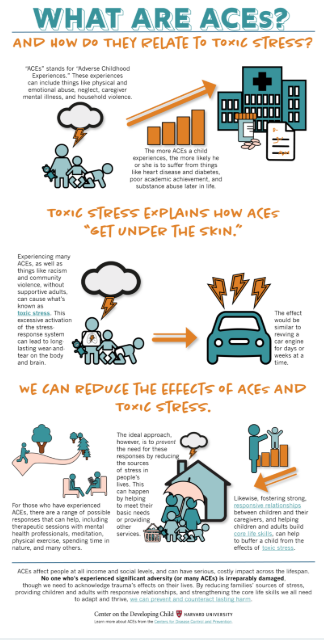 WHAT ARE ACEs?
AND HOW DO THEY RELATE TO TOXIC STRESS?
"ACEs" stands for "Adverse Childhood
Experiences." These experiences
can include things like physical and
emotional abuse, neglect, caregiver
mental illness, and household violence.
The more ACEs a child
experiences, the more likely he
or she is to suffer from things
like heart disease and diabetes,
poor academic achievement, and
substance abuse later in life.
TOXIC STRESS EXPLAINS HOW ACEs
"GET UNDER THE SKIN."
Experiencing many
ACEs, as well as
things like racism
and community
violence, without
supportive adults,
can cause what's
known as
toxic stress. This
excessive activation
of the stress-
response system
can lead to long-
lasting wear-and-
tear on the body
and brain.
The effect
would be
similar to
revving a
car engine
for days or
weeks at a
time.
WE CAN REDUCE THE EFFECTS OF ACEs AND
TOXIC STRESS.
For those who have experienced
ACEs, there are a range of possible
responses that can help, including
therapeutic sessions with mental
health professionals, meditation,
physical exercise, spending time in
nature, and many others.
The ideal approach,
however, is to prevent
the need for these
responses by reducing
the sources
of stress in
people's
lives. This
can happen
by helping
to meet their
basic needs
or providing
other
services.
Likewise, fostering strong,
responsive relationships
between children and their
caregivers, and helping
children and adults build
core life skills, can help
to buffer a child from the
effects of toxic stress.
ACEs affect people at all income and social levels, and can have serious, costly impact across the lifespan.
No one who's experienced significant adversity (or many ACEs) is irreparably damaged,
though we need to acknowledge trauma's effects on their lives. By reducing families' sources of stress,
providing children and adults with responsive relationships, and strengthening the core life skills we all need
to adapt and thrive, we can prevent and counteract lasting harm.
Center on the Developing Child HARVARD UNIVERSITY
Learn more about ACEs from the Centers for Disease Control and Prevention.